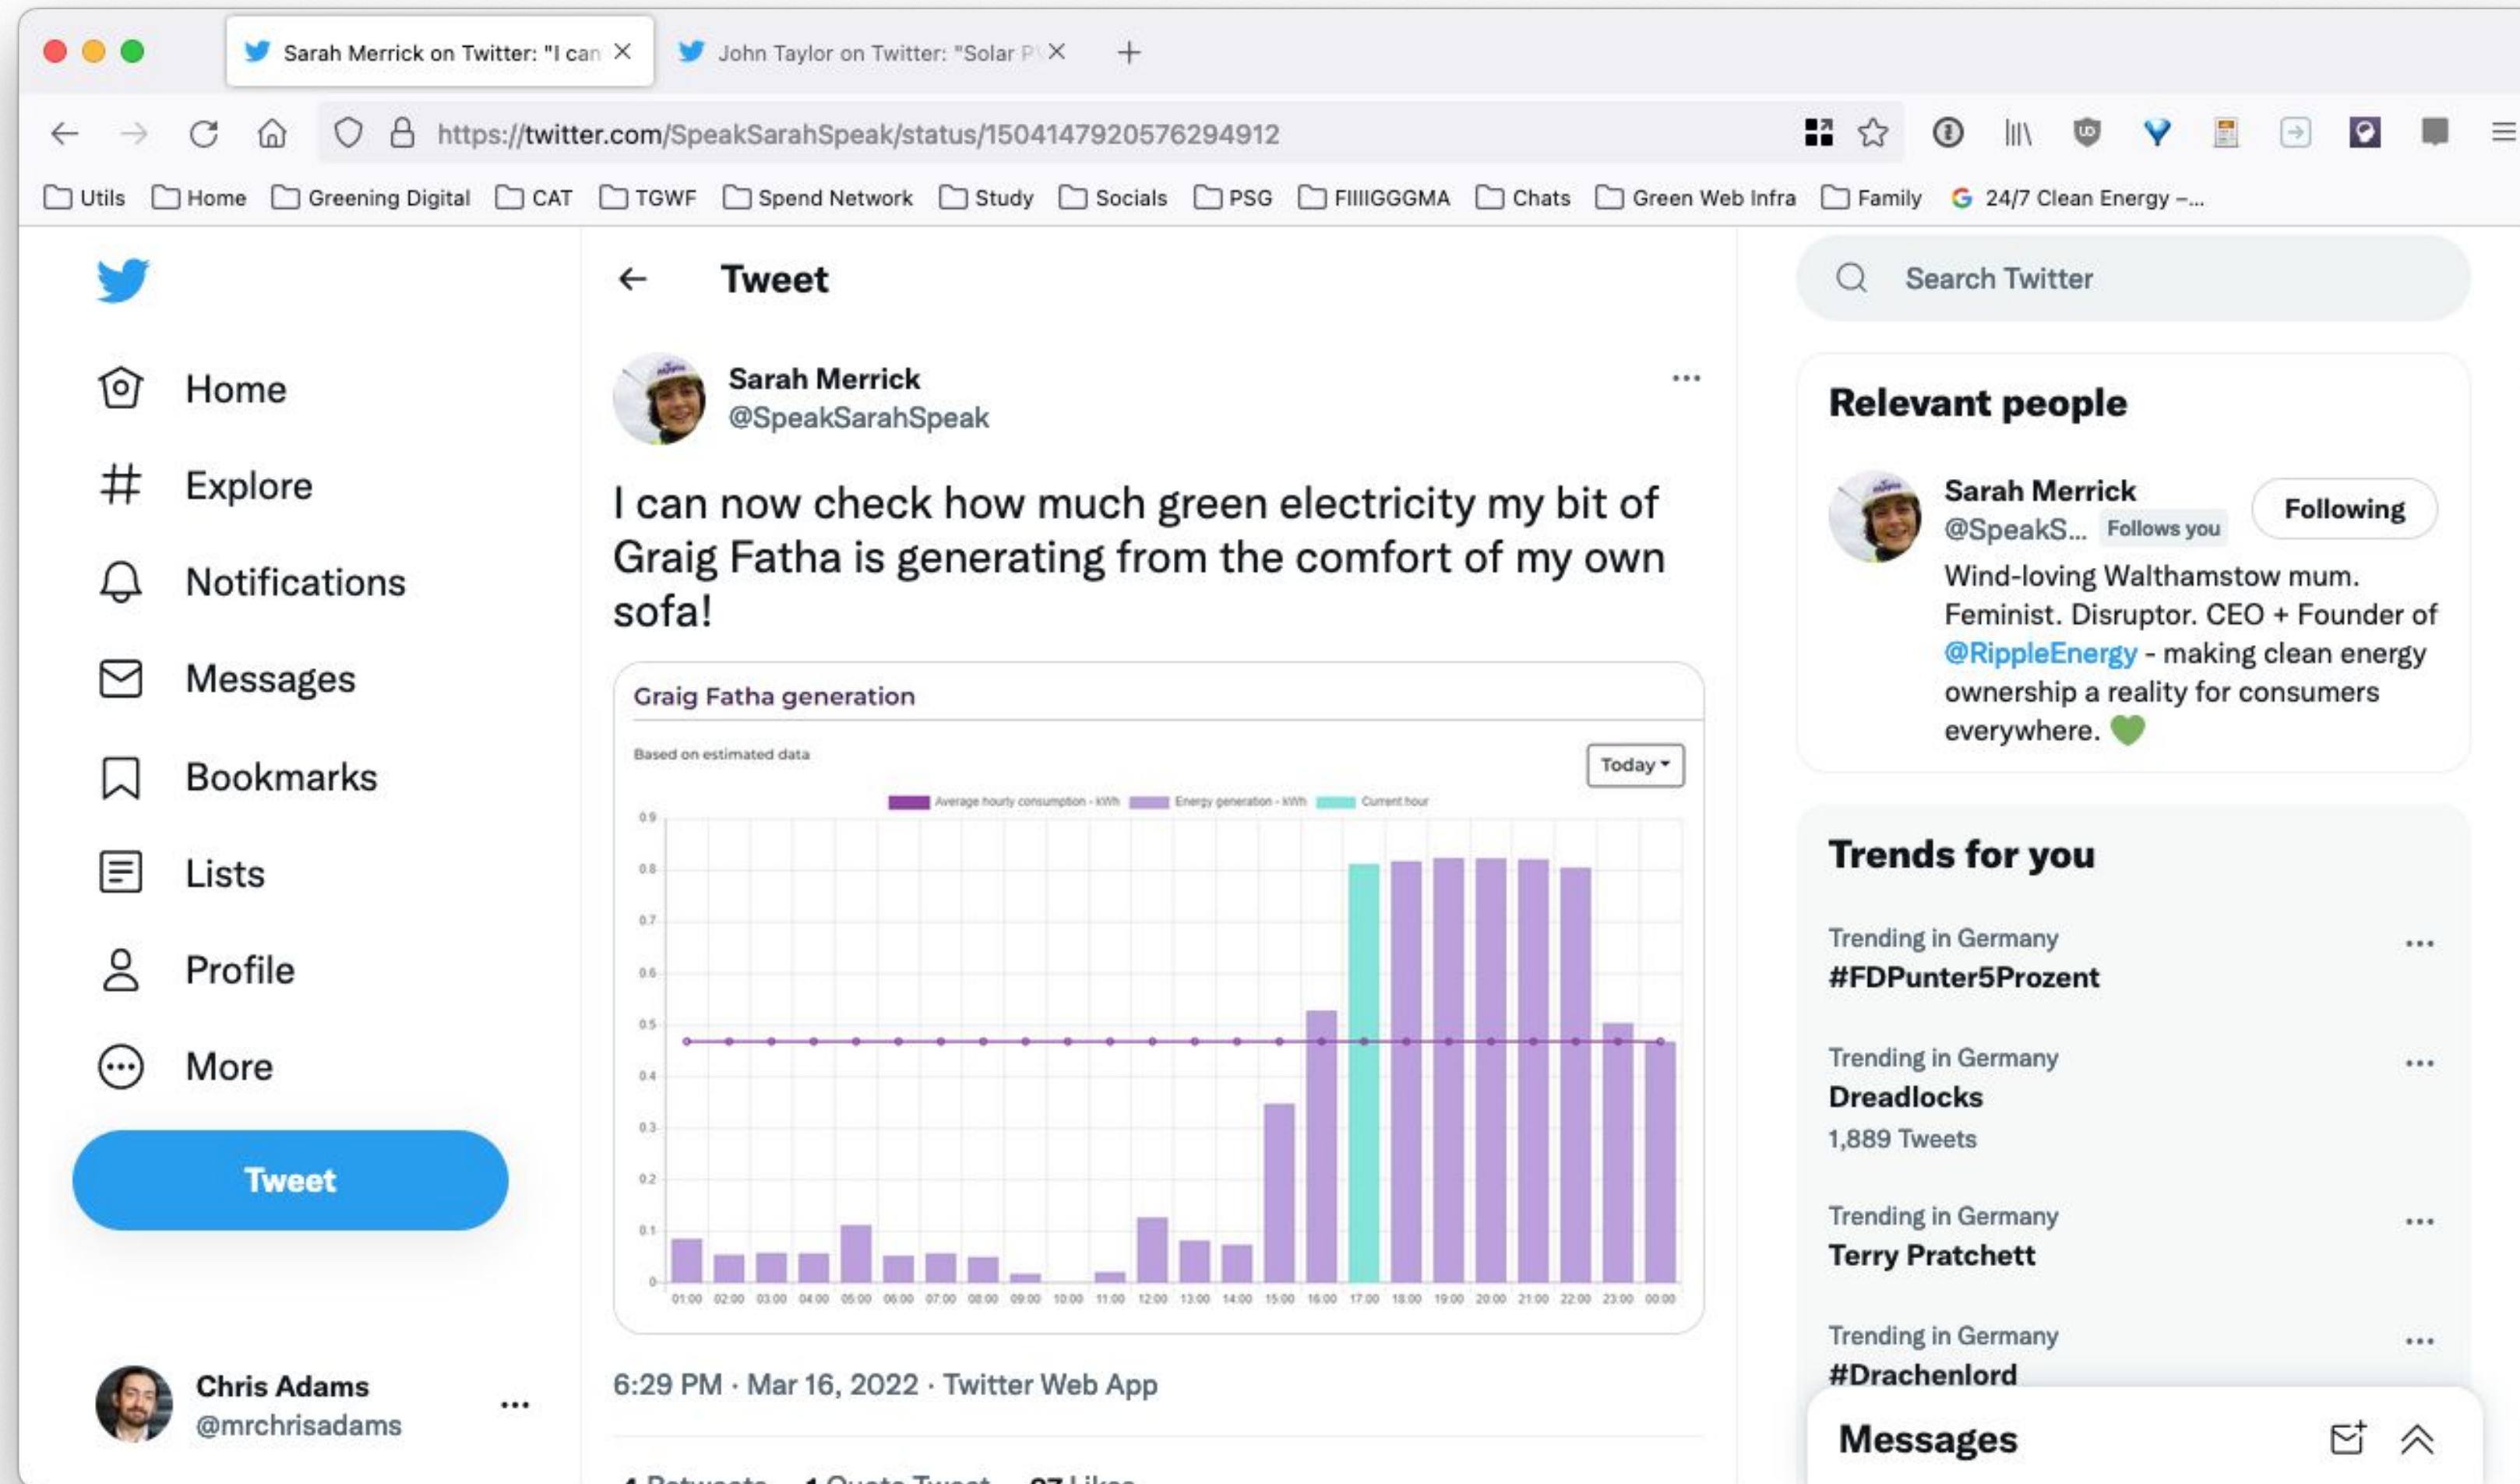 Sarah Merrick on Twitter: "I can
John Taylor on Twitter: "Solar P
https://twitter.com/SpeakSarahSpeak/status/1504147920576294912
Utils Home Greening Digital CAT TGWF Spend Network Study Socials PSG FIIIIGGGMA Chats Green Web Infra Family 24/7 Clean Energy –...
Home
Explore
Notifications
Messages
Bookmarks
Lists
Profile
More
Tweet
Chris Adams
@mrchrisadams
Tweet
Sarah Merrick
@SpeakSarahSpeak
I can now check how much green electricity my bit of
Graig Fatha is generating from the comfort of my own
sofa!
Graig Fatha generation
Based on estimated data
Today
Average hourly consumption - kWh Energy generation - kWh Current hour
0.9
0.8
0.7
0.6
0.5
0.4
0.3
0.2
0.1
0
01:00 02:00 03:00 04:00 05:00 06:00 07:00 08:00 09:00 10:00 11:00 12:00 13:00 14:00 15:00 16:00 17:00 18:00 19:00 20:00 21:00 22:00 23:00 00:00
6:29 PM · Mar 16, 2022 · Twitter Web App
Retweets 1 Quote Tweet Likes
Search Twitter
Relevant people
Sarah Merrick
@SpeakS... Follows you
Following
Wind-loving Walthamstow mum.
Feminist. Disruptor. CEO + Founder of
@RippleEnergy - making clean energy
ownership a reality for consumers
everywhere. 💚
Trends for you
Trending in Germany
#FDPunter5Prozent
Trending in Germany
Dreadlocks
1,889 Tweets
Trending in Germany
Terry Pratchett
Trending in Germany
#Drachenlord
Messages